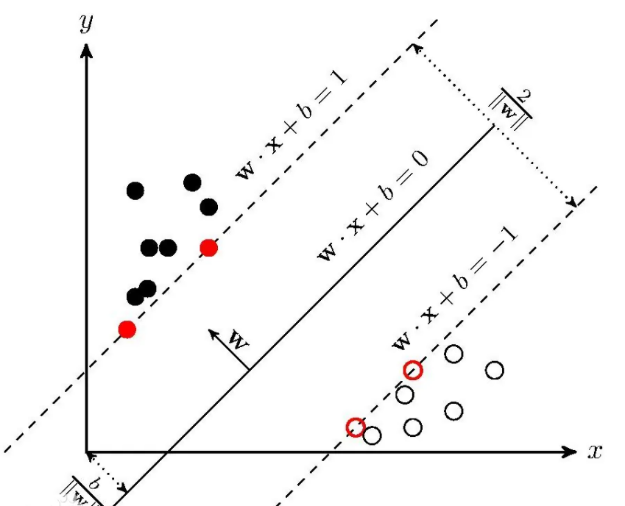 y
w · x + b = 1
2
‖w‖
w · x + b = 0
w · x + b = −1
w
x
b
‖w‖